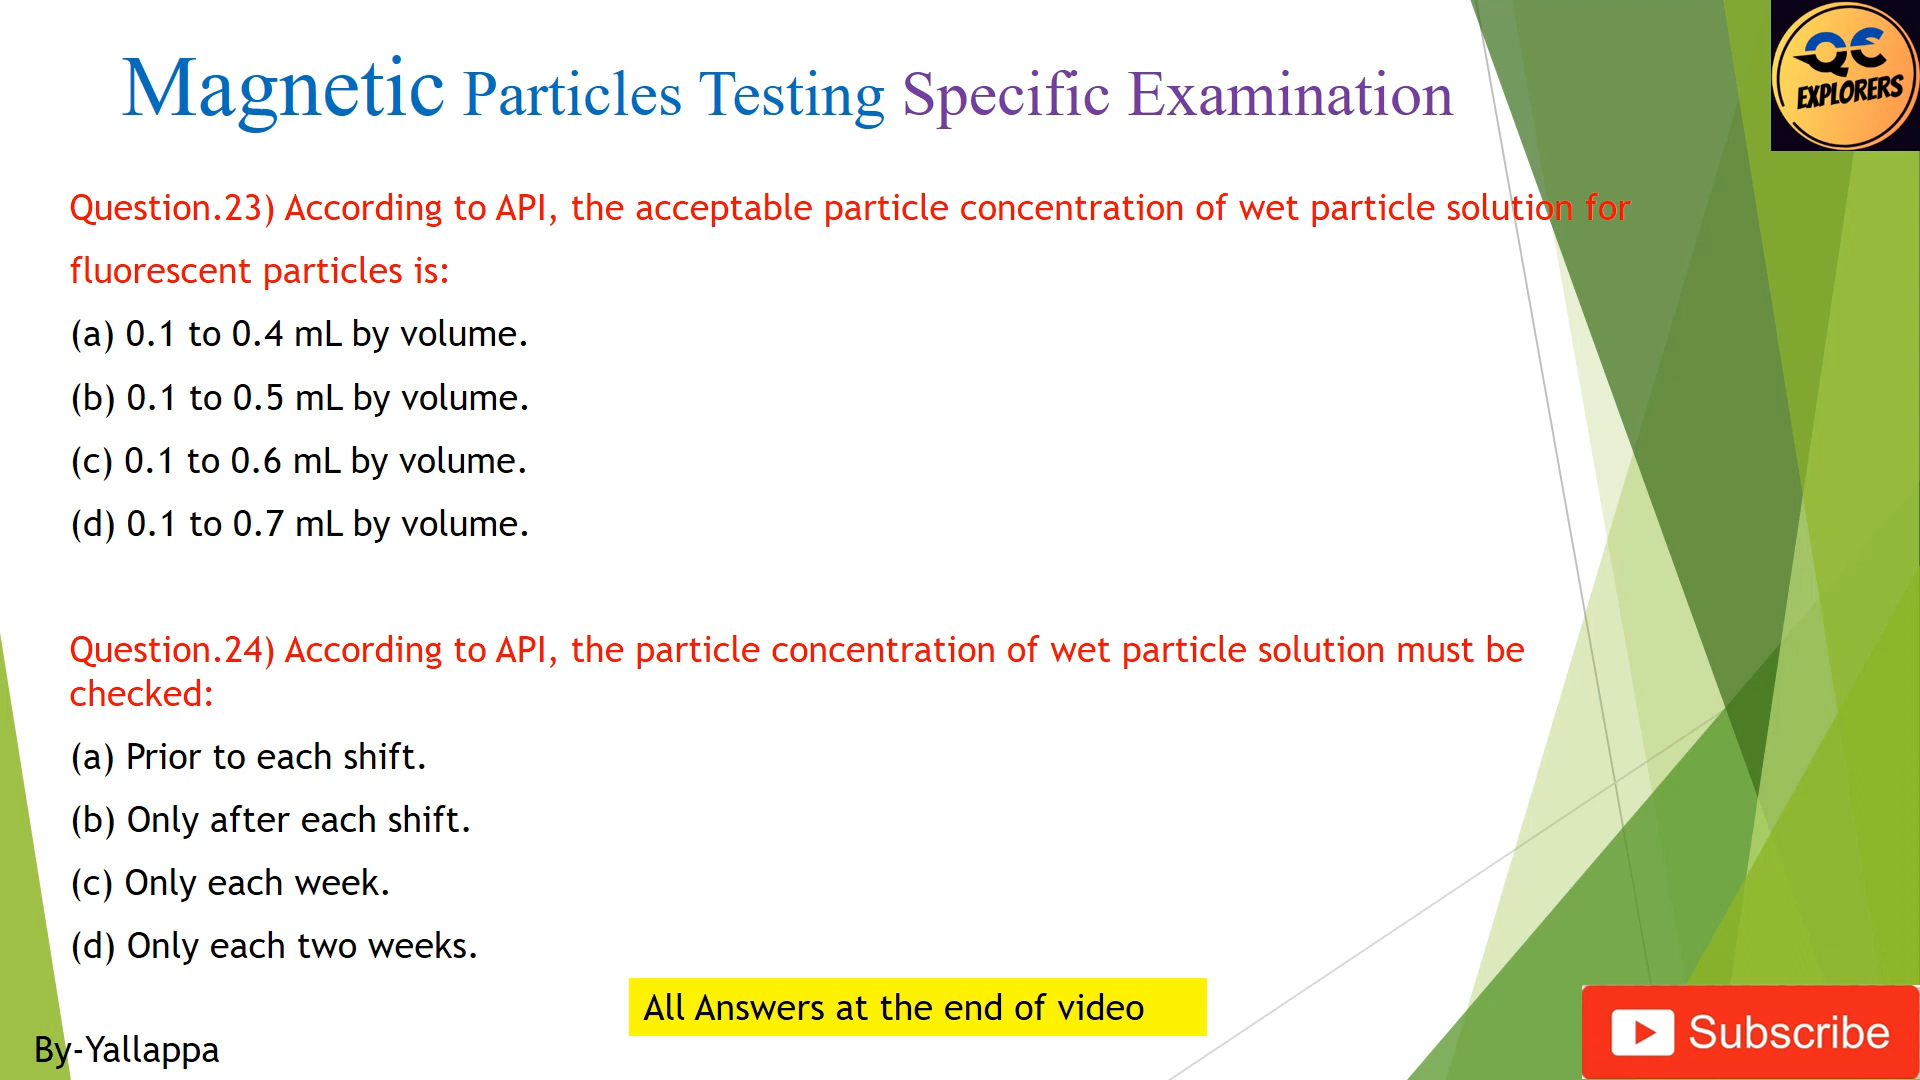 Magnetic Particles Testing Specific Examination
QC
EXPLORERS
Question.23) According to API, the acceptable particle concentration of wet particle solution for
fluorescent particles is:
(a) 0.1 to 0.4 mL by volume.
(b) 0.1 to 0.5 mL by volume.
(c) 0.1 to 0.6 mL by volume.
(d) 0.1 to 0.7 mL by volume.
Question.24) According to API, the particle concentration of wet particle solution must be
checked:
(a) Prior to each shift.
(b) Only after each shift.
(c) Only each week.
(d) Only each two weeks.
All Answers at the end of video
By-Yallappa
Subscribe